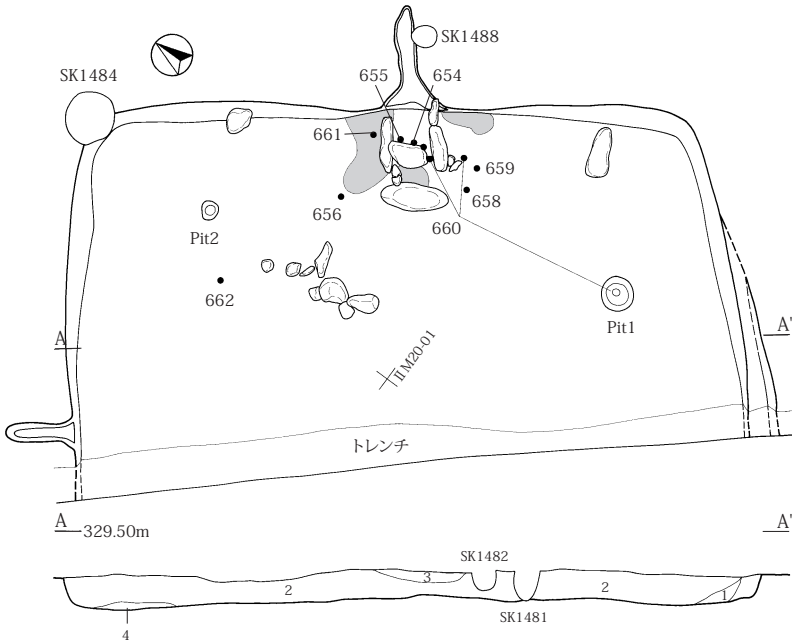 SK1488
SK1484
655 654
661
659
656
658
660
Pit2
662
Pit1
A A'
ⅡM20-01
トレンチ
A 329.50m A'
SK1482
2 3 2 1
SK1481
4